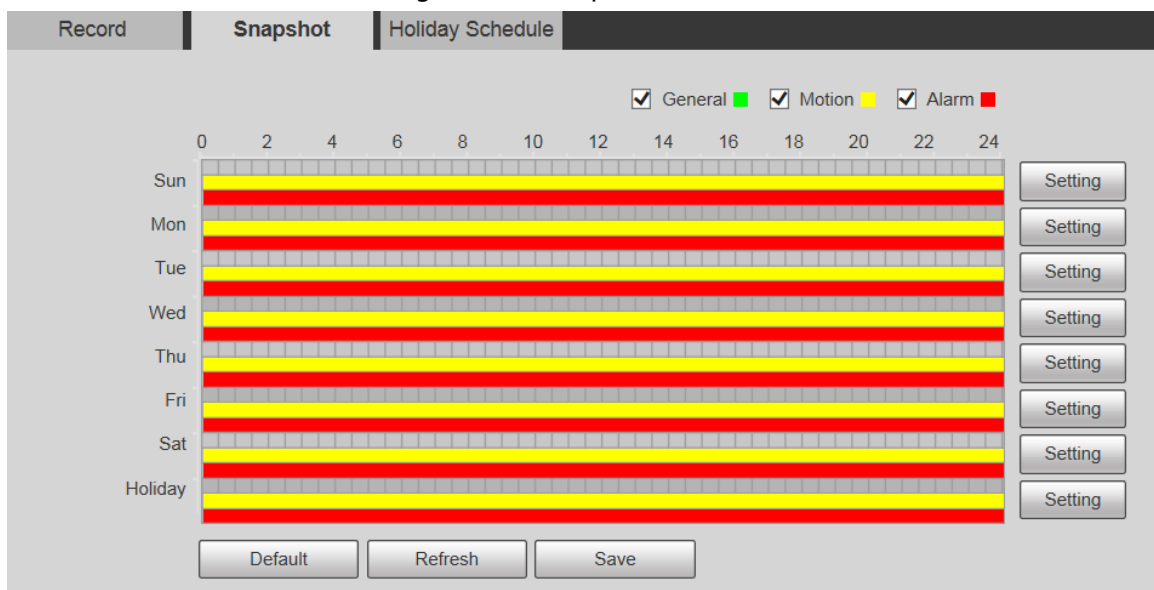 Record Snapshot Holiday Schedule
General Motion Alarm
0 2 4 6 8 10 12 14 16 18 20 22 24
Sun Setting
Mon Setting
Tue Setting
Wed Setting
Thu Setting
Fri Setting
Sat Setting
Holiday Setting
Default Refresh Save